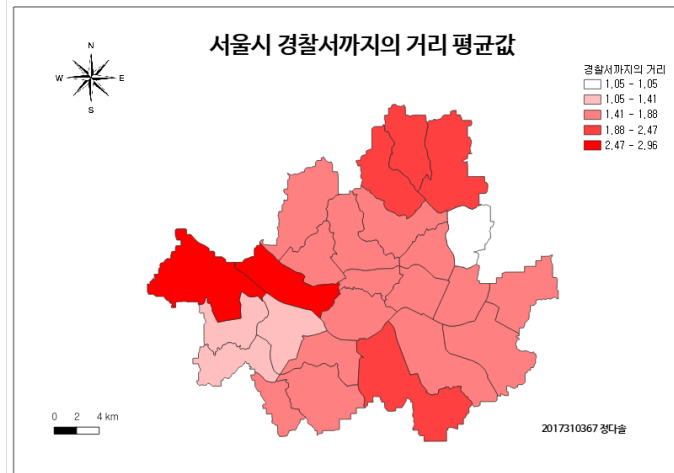 서울시 경찰서까지의 거리 평균값
N
W E
S
경찰서까지의 거리
1,05 - 1,05
1,05 - 1,41
1,41 - 1,88
1,88 - 2,47
2,47 - 2,96
0 2 4 km
2017310367 정다솔